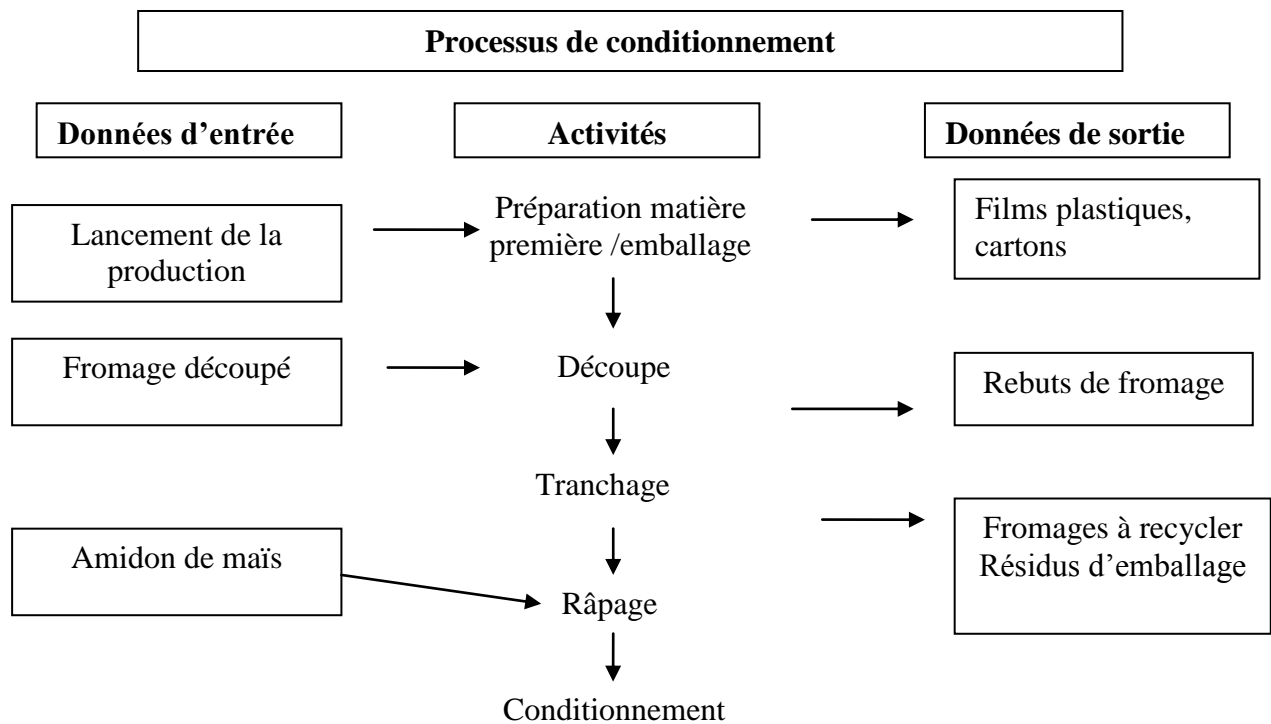 Processus de conditionnement
Données d’entrée
Activités
Données de sortie
Lancement de la
production
Préparation matière
première /emballage
Films plastiques,
cartons
Fromage découpé
Découpe
Rebuts de fromage
Tranchage
Amidon de maïs
Fromages à recycler
Résidus d’emballage
Râpage
Conditionnement